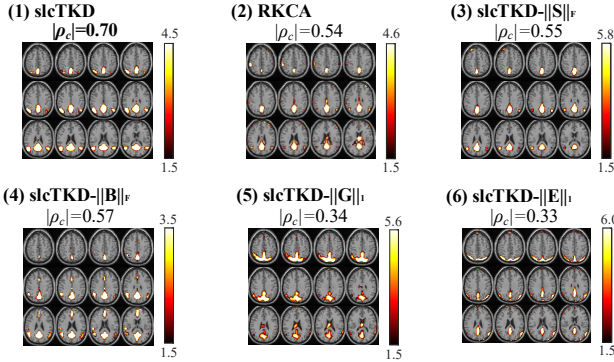 (1) slcTKD
|ρc|=0.70
4.5
1.5
(2) RKCA
|ρc|=0.54
4.6
1.5
(3) slcTKD-||S||F
|ρc|=0.55
5.8
1.5
(4) slcTKD-||B||F
|ρc|=0.57
3.5
1.5
(5) slcTKD-||G||1
|ρc|=0.34
5.6
1.5
(6) slcTKD-||E||1
|ρc|=0.33
6.0
1.5